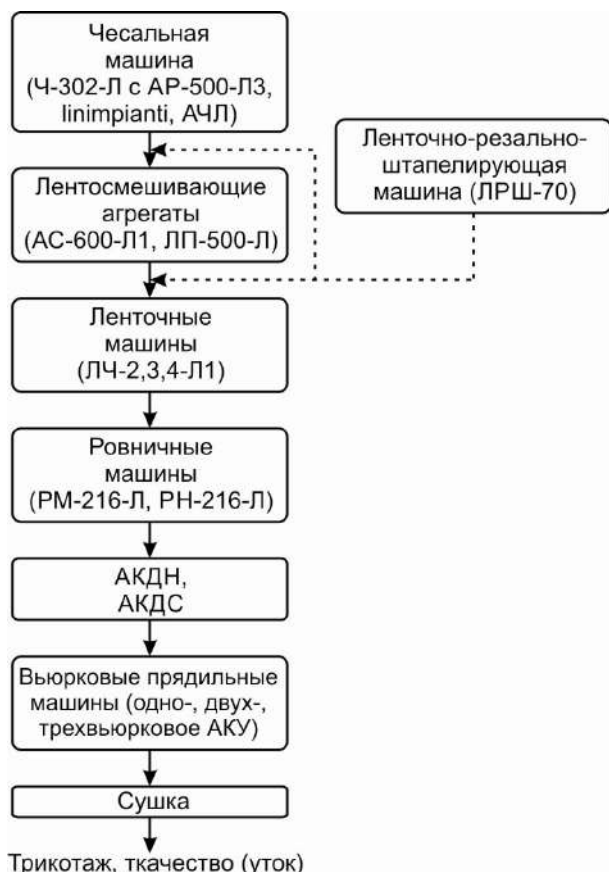 Чесальная
машина
(Ч-302-Л с АР-500-Л3,
linimpianti, АЧЛ)
Ленточно-резально-
штапелирующая
машина (ЛРШ-70)
Лентосмешивающие
агрегаты
(АС-600-Л1, ЛП-500-Л)
Ленточные
машины
(ЛЧ-2,3,4-Л1)
Ровничные
машины
(РМ-216-Л, РН-216-Л)
АКДН,
АКДС
Вьюрковые прядильные
машины (одно-, двух-,
трехвьюрковое АКУ)
Сушка
Трикотаж, ткачество (уток)